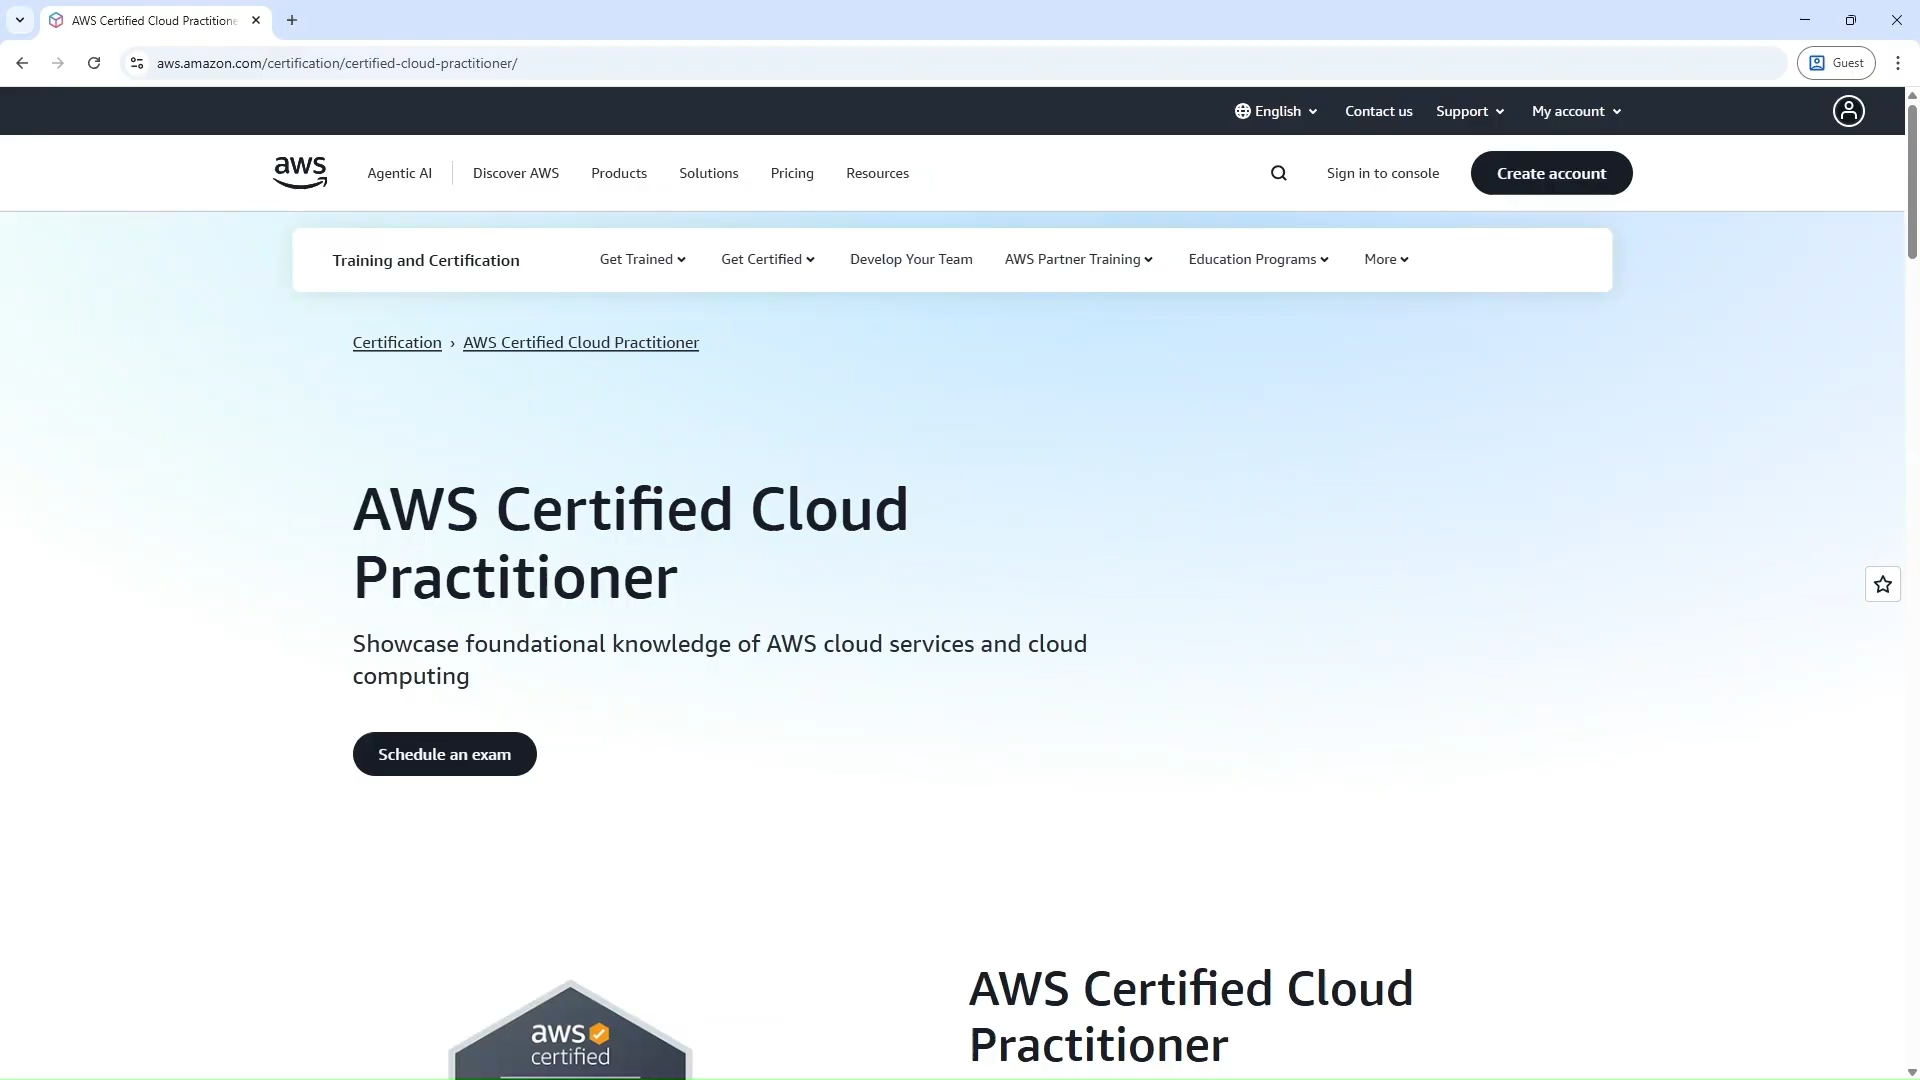 AWS Certified Cloud Practitione
aws.amazon.com/certification/certified-cloud-practitioner/
Guest
English
Contact us
Support
My account
aws
Agentic AI
Discover AWS
Products
Solutions
Pricing
Resources
Sign in to console
Create account
Training and Certification
Get Trained
Get Certified
Develop Your Team
AWS Partner Training
Education Programs
More
Certification › AWS Certified Cloud Practitioner
AWS Certified Cloud
Practitioner
Showcase foundational knowledge of AWS cloud services and cloud
computing
Schedule an exam
aws
certified
AWS Certified Cloud
Practitioner